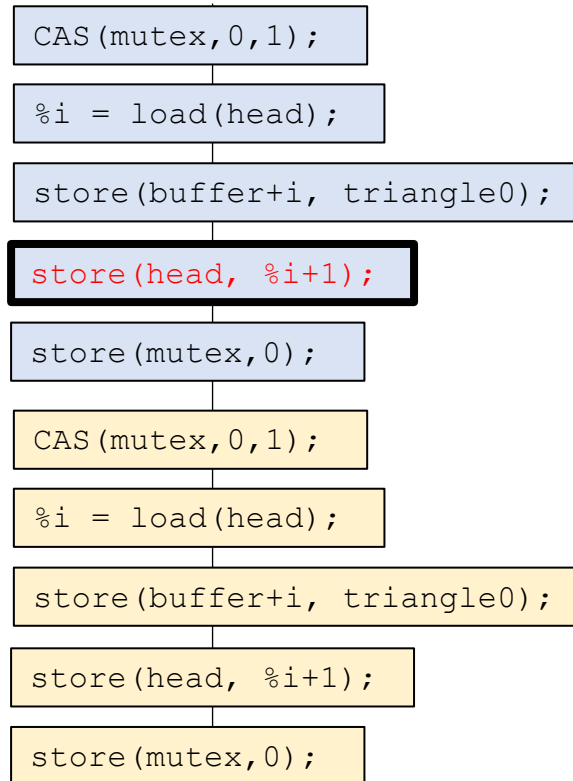 CAS(mutex,0,1);
%i = load(head);
store(buffer+i, triangle0);
store(head, %i+1);
store(mutex,0);
CAS(mutex,0,1);
%i = load(head);
store(buffer+i, triangle0);
store(head, %i+1);
store(mutex,0);